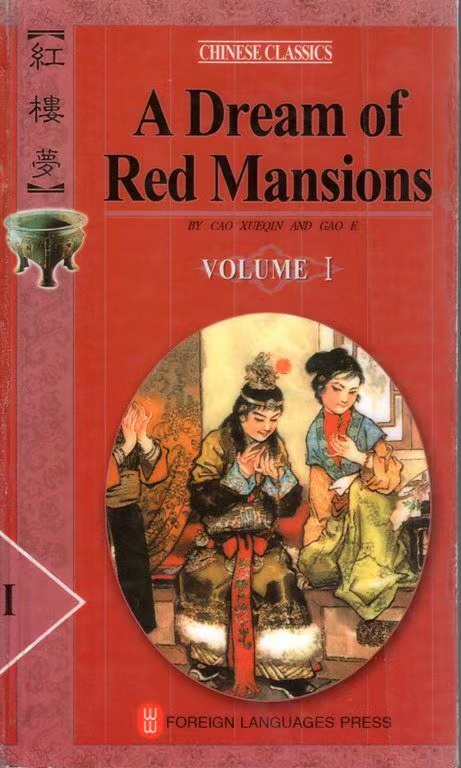 【紅樓夢】
CHINESE CLASSICS
A Dream of
Red Mansions
BY CAO XUEQIN AND GAO E
VOLUME I
I
FOREIGN LANGUAGES PRESS